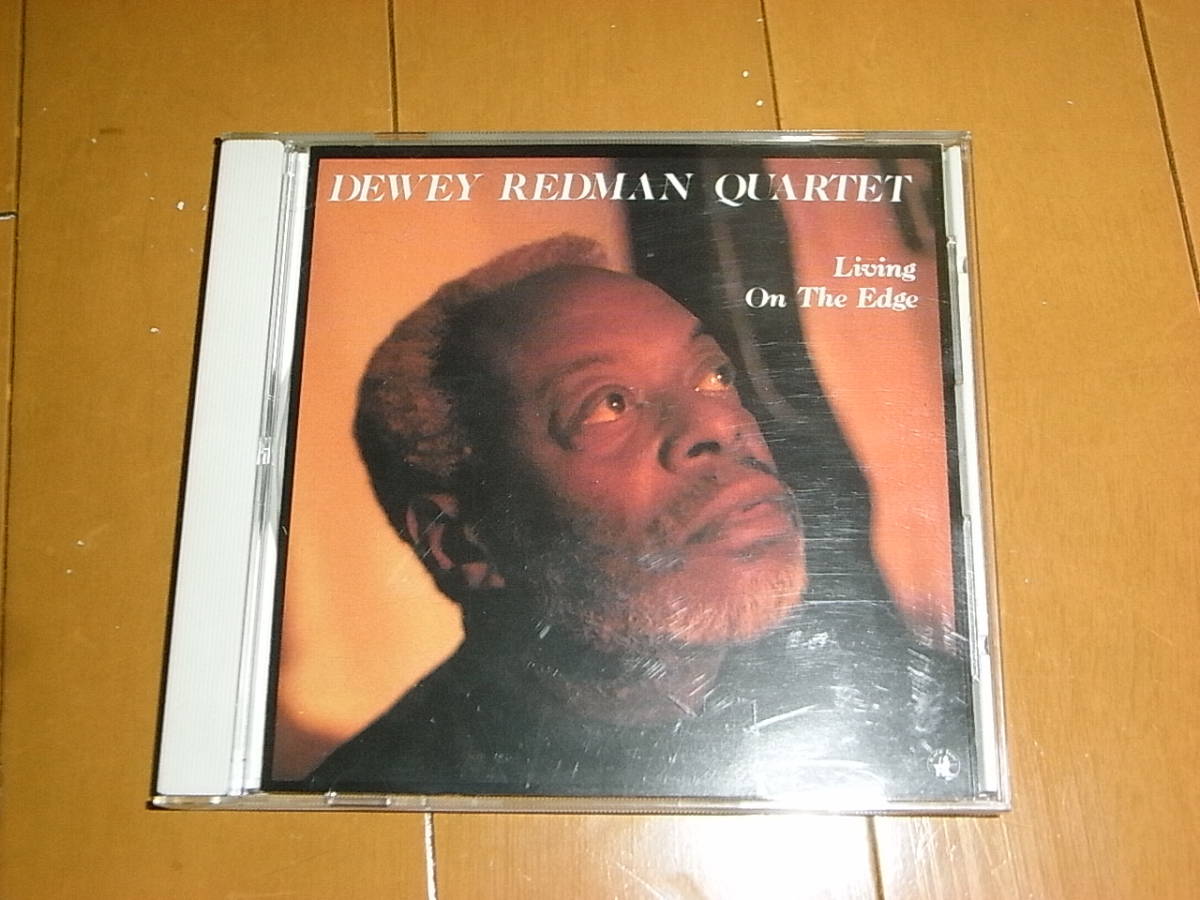 DEWEY REDMAN QUARTET
Living
On The Edge